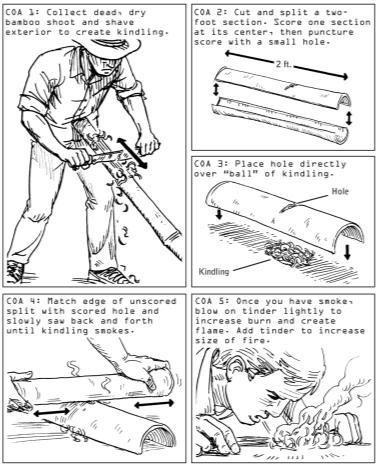 COA 1: Collect dead, dry
bamboo shoot and shave
exterior to create kindling.
COA 2: Cut and split a two-
foot section. Score one section
at its center, then puncture
score with a small hole.
2 ft.
COA 3: Place hole directly
over "ball" of kindling.
Hole
Kindling
COA 4: Match edge of unscored
split with scored hole and
slowly saw back and forth
until kindling smokes.
COA 5: Once you have smoke,
blow on tinder lightly to
increase burn and create
flame. Add tinder to increase
size of fire.